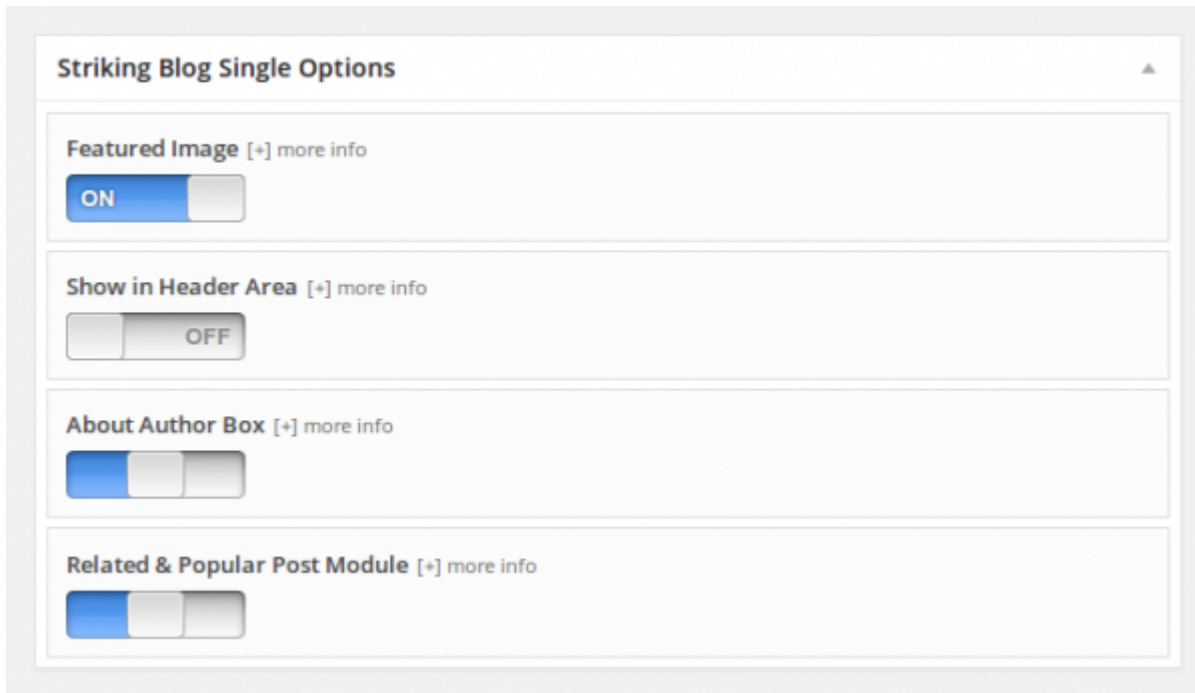 Striking Blog Single Options
Featured Image [+] more info
ON
Show in Header Area [+] more info
OFF
About Author Box [+] more info
Related & Popular Post Module [+] more info